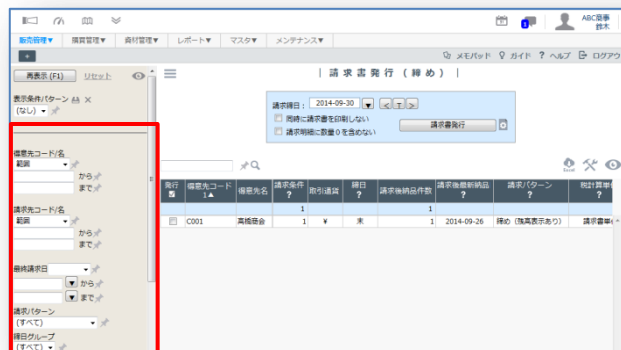 ABC商事
鈴木
1
販売管理▼ 購買管理▼ 資材管理▼ レポート▼ マスタ▼ メンテナンス▼
+ メモパッド ガイド ? ヘルプ ログアウ
再表示 (F1) リセット
| 請 求 書 発 行 ( 締 め ) |
表示条件パターン
(なし)
請求締日: 2014-09-30 < T >
同時に請求書を印刷しない
請求明細に数量０を含めない
請求書発行
得意先コード/名
範囲
から
まで
請求先コード/名
範囲
から
まで
最終請求日
から
まで
請求パターン
(すべて)
締日グループ
(すべて)
発行 得意先コード 1▲ 得意先名 請求条件 ? 取引通貨 締日 ? 請求後納品件数 請求後最新納品 ? 請求パターン ? 税計算単 ?
1 1
C001 高橋商会 1 ¥ 末 1 2014-09-26 締め (残高表示あり) 請求書単